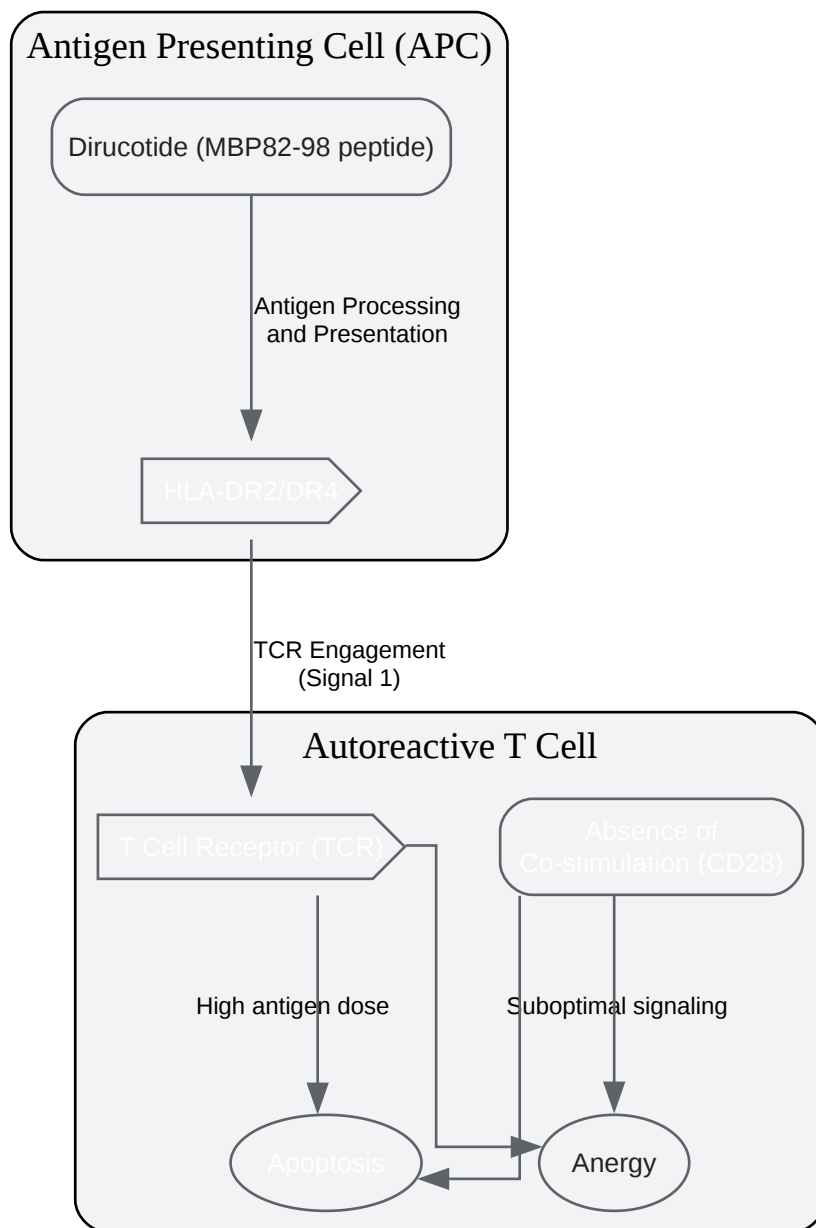 Antigen Presenting Cell (APC)
Dirucotide (MBP82-98 peptide)
Antigen Processing
and Presentation
HLA-DR2/DR4
TCR Engagement
(Signal 1)
Autoreactive T Cell
T Cell Receptor (TCR)
Absence of
Co-stimulation (CD28)
High antigen dose
Suboptimal signaling
Apoptosis
Anergy